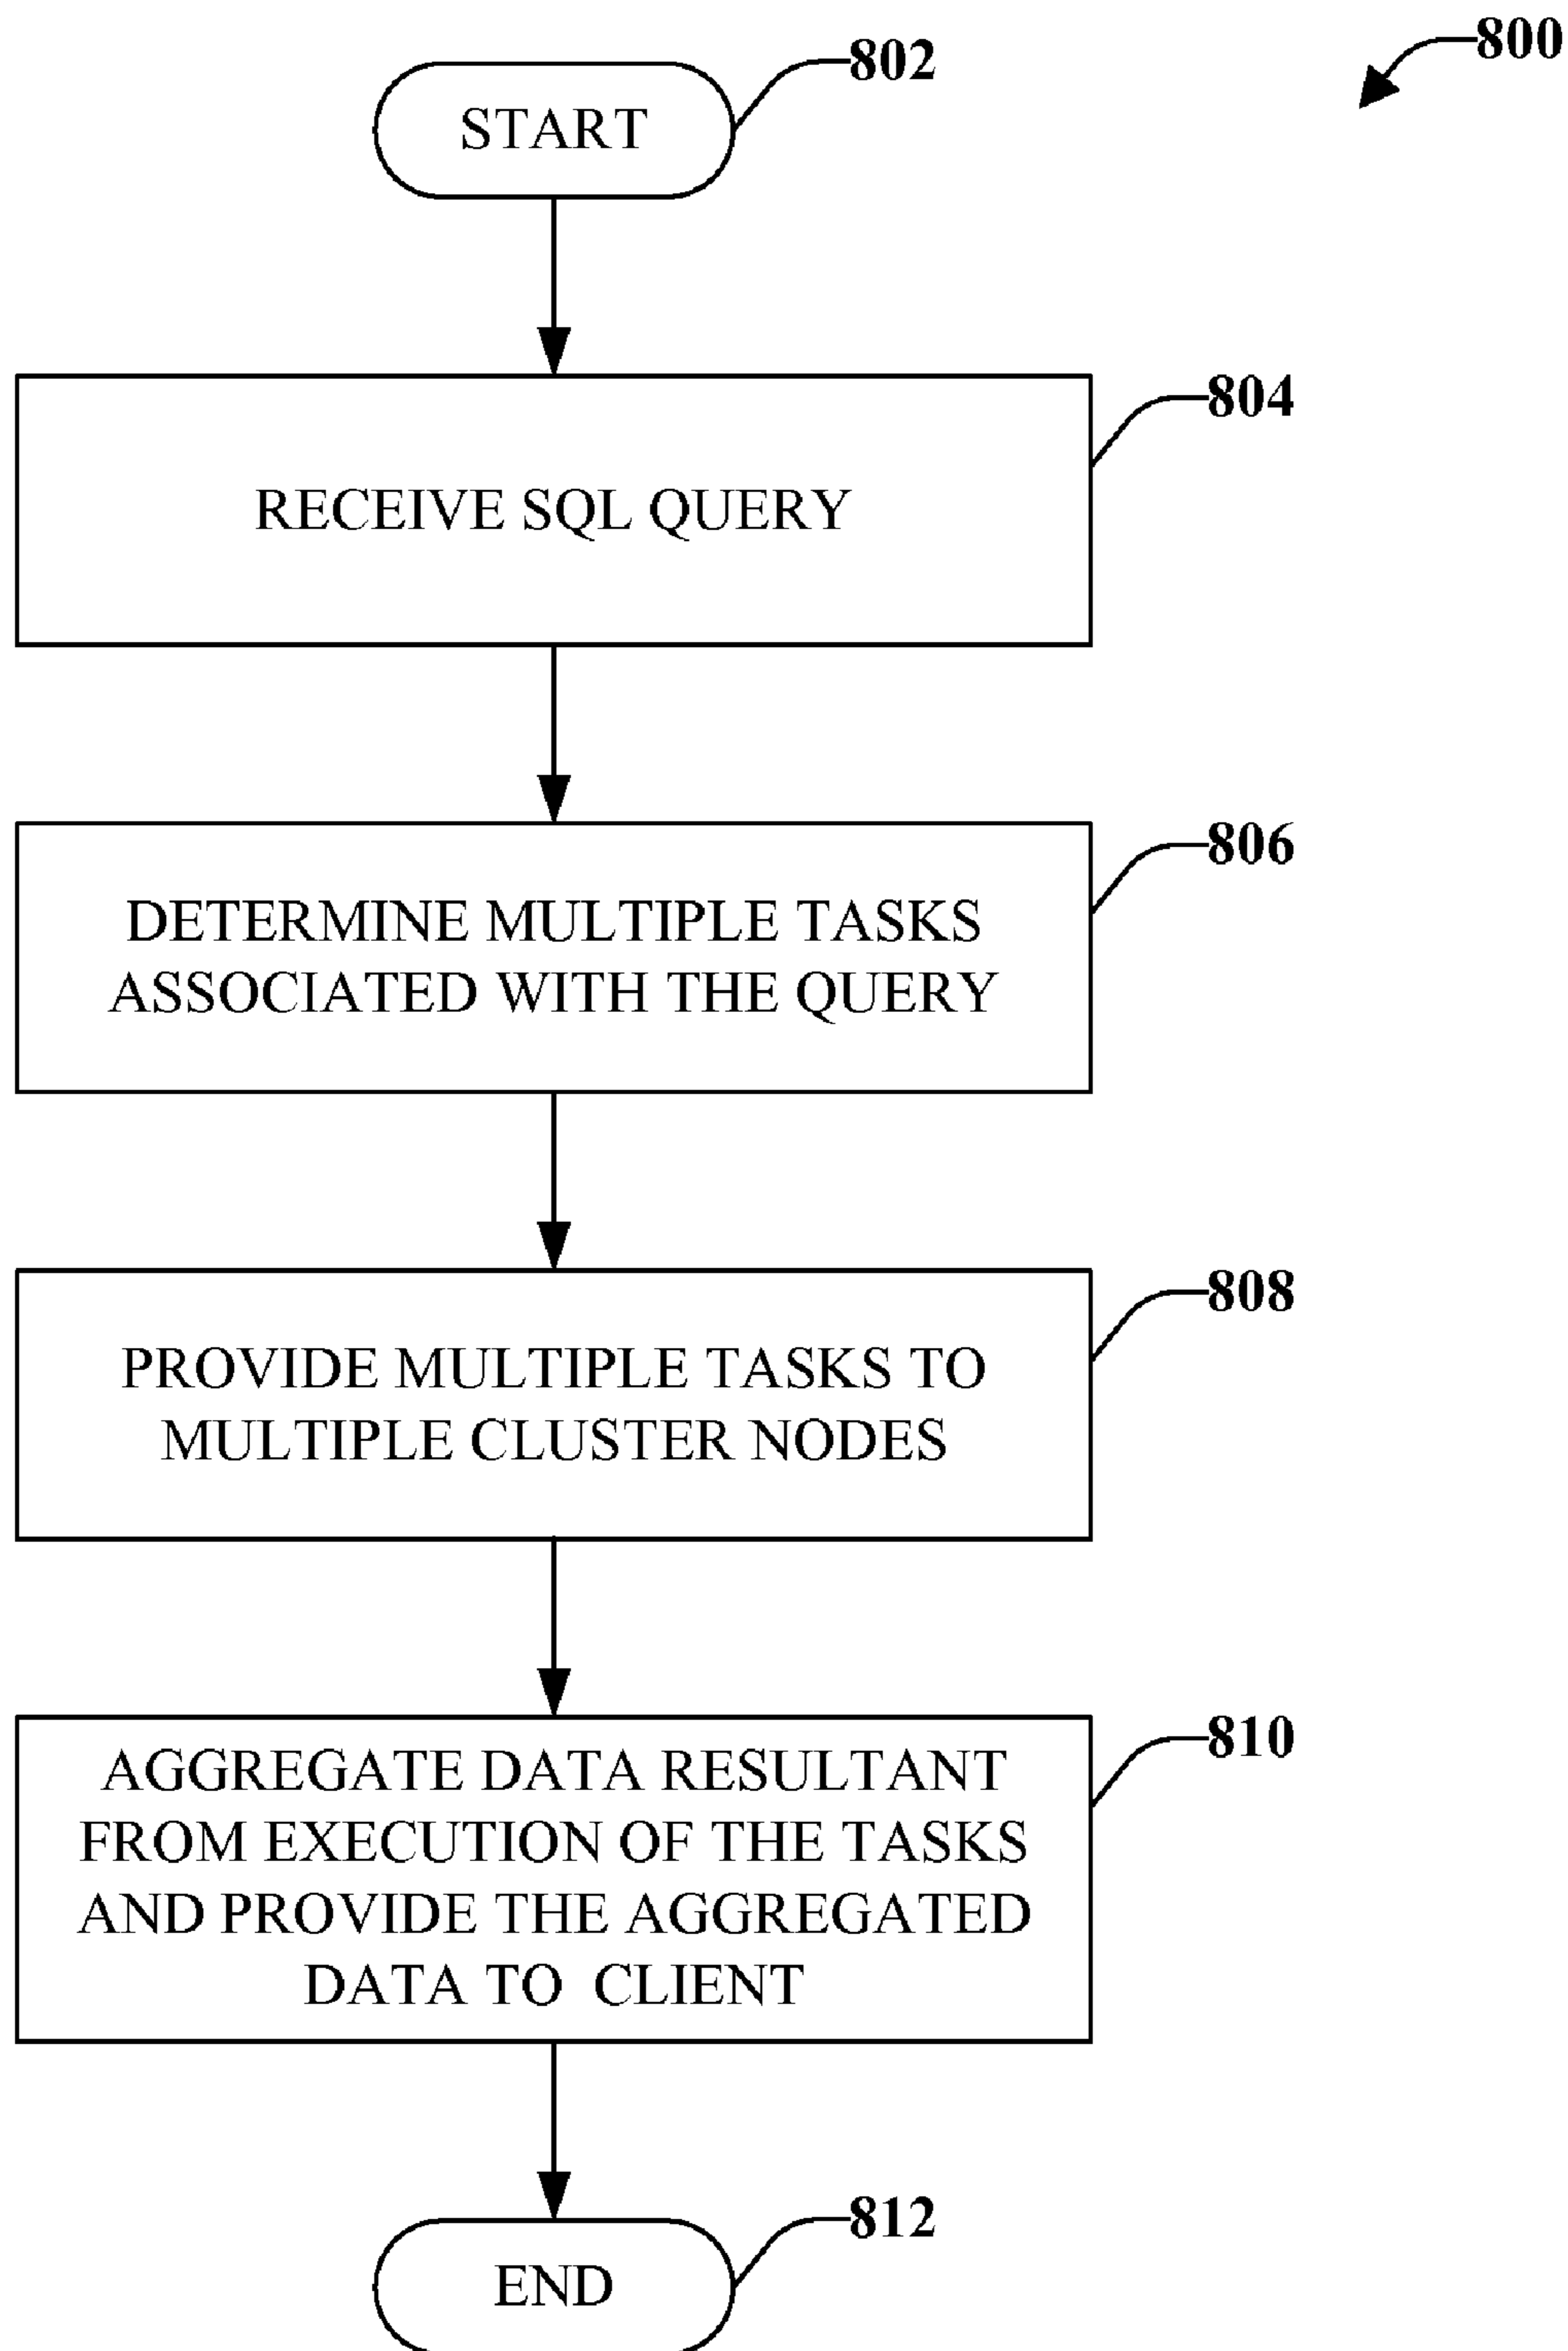 800
802
START
804
RECEIVE SQL QUERY
806
DETERMINE MULTIPLE TASKS
ASSOCIATED WITH THE QUERY
808
PROVIDE MULTIPLE TASKS TO
MULTIPLE CLUSTER NODES
810
AGGREGATE DATA RESULTANT
FROM EXECUTION OF THE TASKS
AND PROVIDE THE AGGREGATED
DATA TO CLIENT
812
END